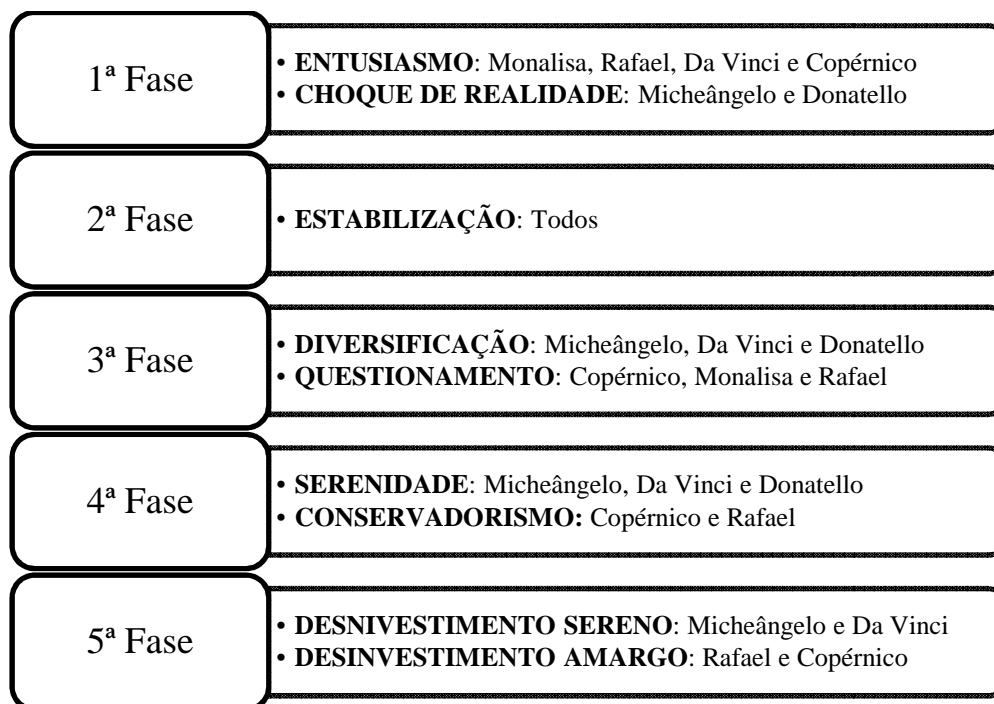 1ª Fase
• ENTUSIASMO: Monalisa, Rafael, Da Vinci e Copérnico
• CHOQUE DE REALIDADE: Micheângelo e Donatello
2ª Fase
• ESTABILIZAÇÃO: Todos
3ª Fase
• DIVERSIFICAÇÃO: Micheângelo, Da Vinci e Donatello
• QUESTIONAMENTO: Copérnico, Monalisa e Rafael
4ª Fase
• SERENIDADE: Micheângelo, Da Vinci e Donatello
• CONSERVADORISMO: Copérnico e Rafael
5ª Fase
• DESNIVESTIMENTO SERENO: Micheângelo e Da Vinci
• DESINVESTIMENTO AMARGO: Rafael e Copérnico